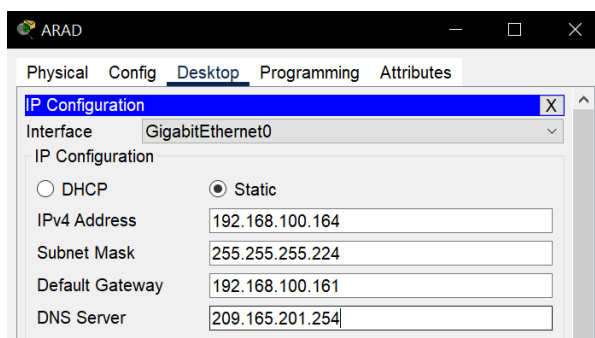 ARAD
Physical Config Desktop Programming Attributes
IP Configuration X
Interface GigabitEthernet0
IP Configuration
DHCP Static
IPv4 Address 192.168.100.164
Subnet Mask 255.255.255.224
Default Gateway 192.168.100.161
DNS Server 209.165.201.254